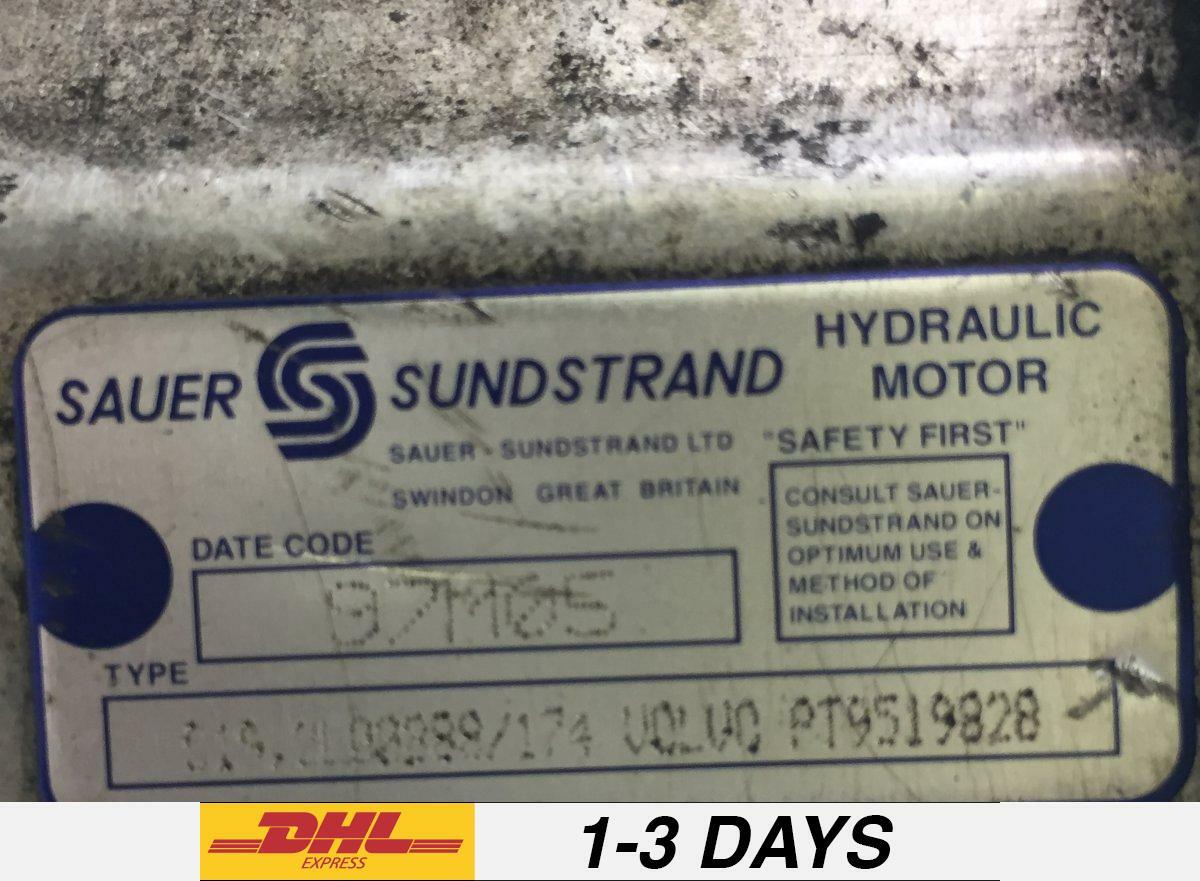 SAUER SUNDSTRAND
HYDRAULIC
MOTOR
SAUER - SUNDSTRAND LTD
SWINDON GREAT BRITAIN
"SAFETY FIRST"
CONSULT SAUER-
SUNDSTRAND ON
OPTIMUM USE &
METHOD OF
INSTALLATION
DATE CODE
TYPE
VOLVO PT9519828
DHL
EXPRESS
1-3 DAYS